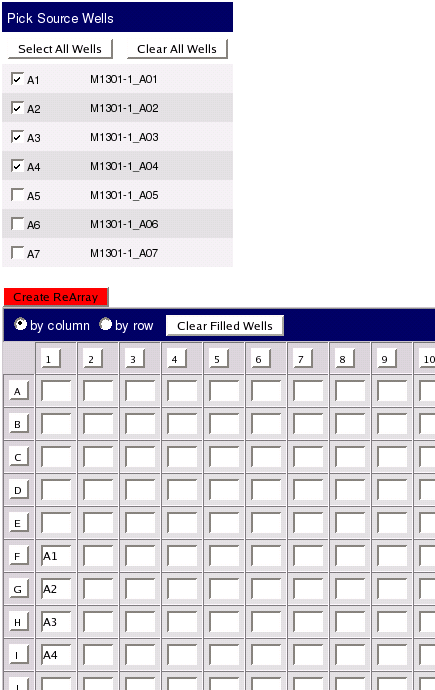 Pick Source Wells
Select All Wells Clear All Wells
A1 M1301-1_A01
A2 M1301-1_A02
A3 M1301-1_A03
A4 M1301-1_A04
A5 M1301-1_A05
A6 M1301-1_A06
A7 M1301-1_A07
Create ReArray
by column by row Clear Filled Wells
1 2 3 4 5 6 7 8 9 10
A
B
C
D
E
F A1
G A2
H A3
I A4